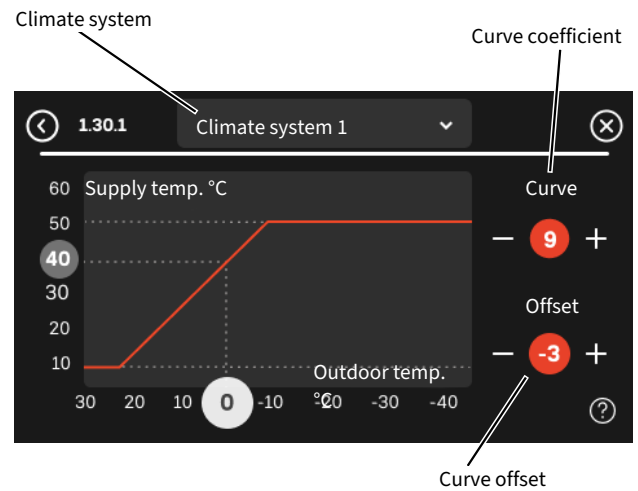 Climate system
Curve coefficient
1.30.1
Climate system 1
60
Supply temp. °C
Curve
50
9
40
30
Offset
20
-3
10
Outdoor temp.
°C
30 20 10 0 -10 -20 -30 -40
?
Curve offset